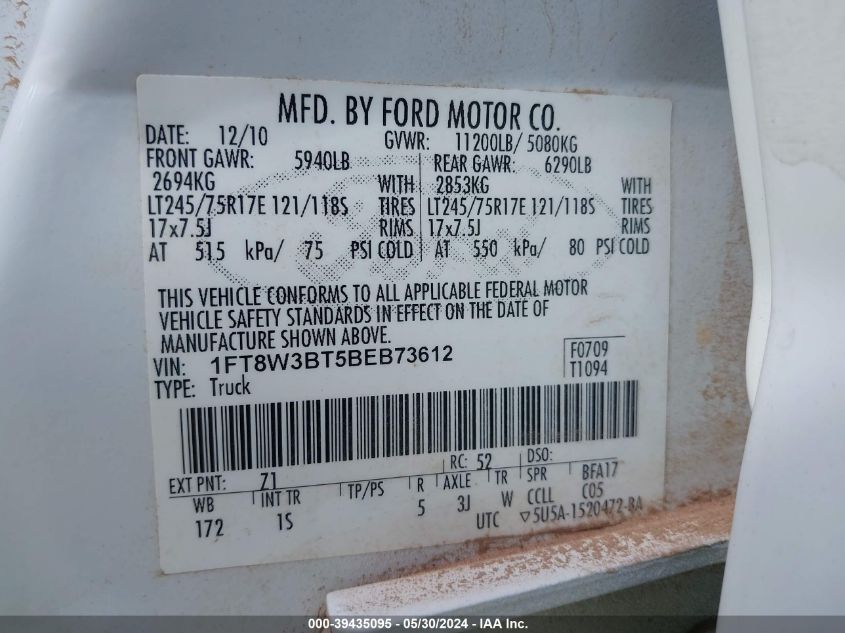 MFD. BY FORD MOTOR CO.
DATE: 12/10 GVWR: 11200LB/ 5080KG
FRONT GAWR: 5940LB REAR GAWR: 6290LB
2694KG WITH 2853KG WITH
LT245/75R17E 121/118S TIRES LT245/75R17E 121/118S TIRES
17x7.5J RIMS 17x7.5J RIMS
AT 515 kPa/ 75 PSI COLD AT 550 kPa/ 80 PSI COLD
THIS VEHICLE CONFORMS TO ALL APPLICABLE FEDERAL MOTOR
VEHICLE SAFETY STANDARDS IN EFFECT ON THE DATE OF
MANUFACTURE SHOWN ABOVE.
VIN: 1FT8W3BT5BEB73612 F0709
TYPE: Truck T1094
EXT PNT: Z1 RC: 52 DSO:
WB INT TR TP/PS R AXLE TR SPR BFA17
172 1S 5 3J W CCLL C05
UTC ▽5U5A-1520472-BA
000-39435095 - 05/30/2024 - IAA Inc.